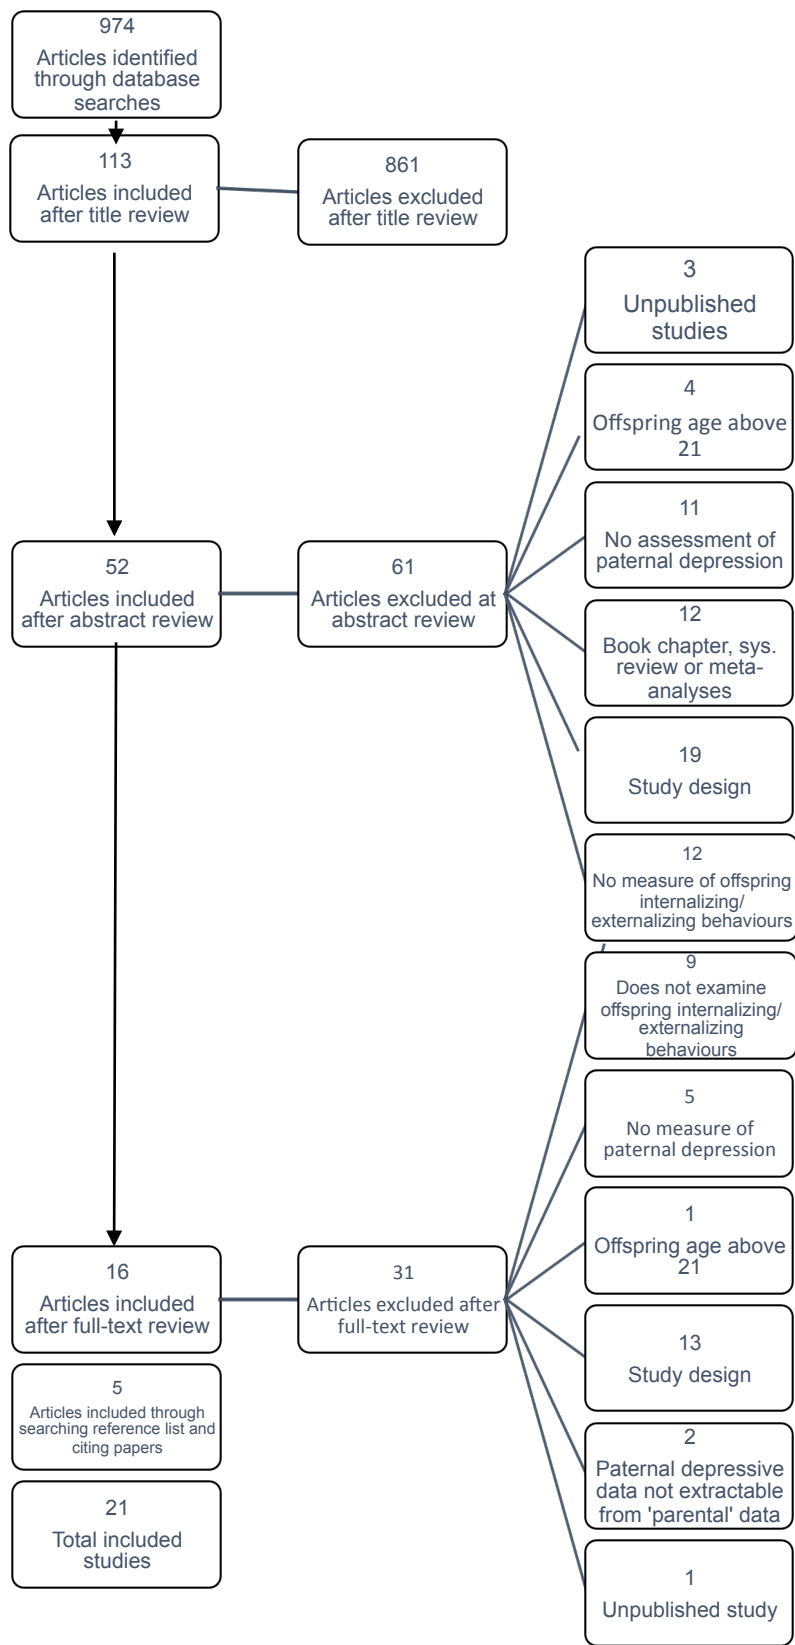 974
Articles identified
through database
searches
113
Articles included
after title review
861
Articles excluded
after title review
3
Unpublished
studies
4
Offspring age above
21
11
No assessment of
paternal depression
52
Articles included
after abstract review
61
Articles excluded at
abstract review
12
Book chapter, sys.
review or meta-
analyses
19
Study design
12
No measure of offspring
internalizing/
externalizing behaviours
9
Does not examine
offspring internalizing/
externalizing
behaviours
5
No measure of
paternal depression
1
Offspring age above
21
16
Articles included
after full-text review
31
Articles excluded after
full-text review
13
Study design
5
Articles included through
searching reference list and
citing papers
2
Paternal depressive
data not extractable
from 'parental' data
21
Total included
studies
1
Unpublished study